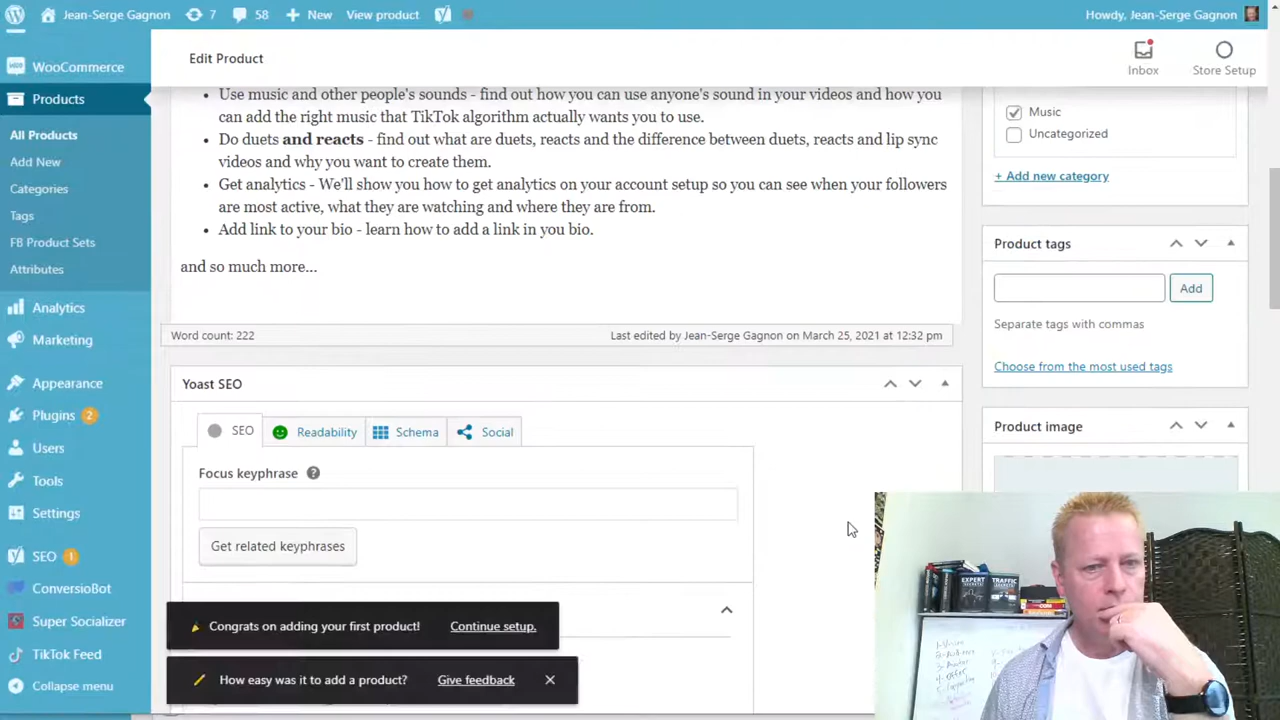 Jean-Serge Gagnon 7 58 New View product Howdy, Jean-Serge Gagnon
WooCommerce
Products
All Products
Add New
Categories
Tags
FB Product Sets
Attributes
Analytics
Marketing
Appearance
Plugins 2
Users
Tools
Settings
SEO 1
ConversioBot
Super Socializer
TikTok Feed
Collapse menu
Edit Product
Inbox
Store Setup
Use music and other people's sounds - find out how you can use anyone's sound in your videos and how you
can add the right music that TikTok algorithm actually wants you to use.
Do duets and reacts - find out what are duets, reacts and the difference between duets, reacts and lip sync
videos and why you want to create them.
Get analytics - We'll show you how to get analytics on your account setup so you can see when your followers
are most active, what they are watching and where they are from.
Add link to your bio - learn how to add a link in you bio.
and so much more...
Word count: 222 Last edited by Jean-Serge Gagnon on March 25, 2021 at 12:32 pm
Yoast SEO
SEO Readability Schema Social
Focus keyphrase ?
Get related keyphrases
Congrats on adding your first product! Continue setup.
How easy was it to add a product? Give feedback
Music
Uncategorized
+ Add new category
Product tags
Add
Separate tags with commas
Choose from the most used tags
Product image
EXPERT
SECRETS
TRAFFIC
SECRETS